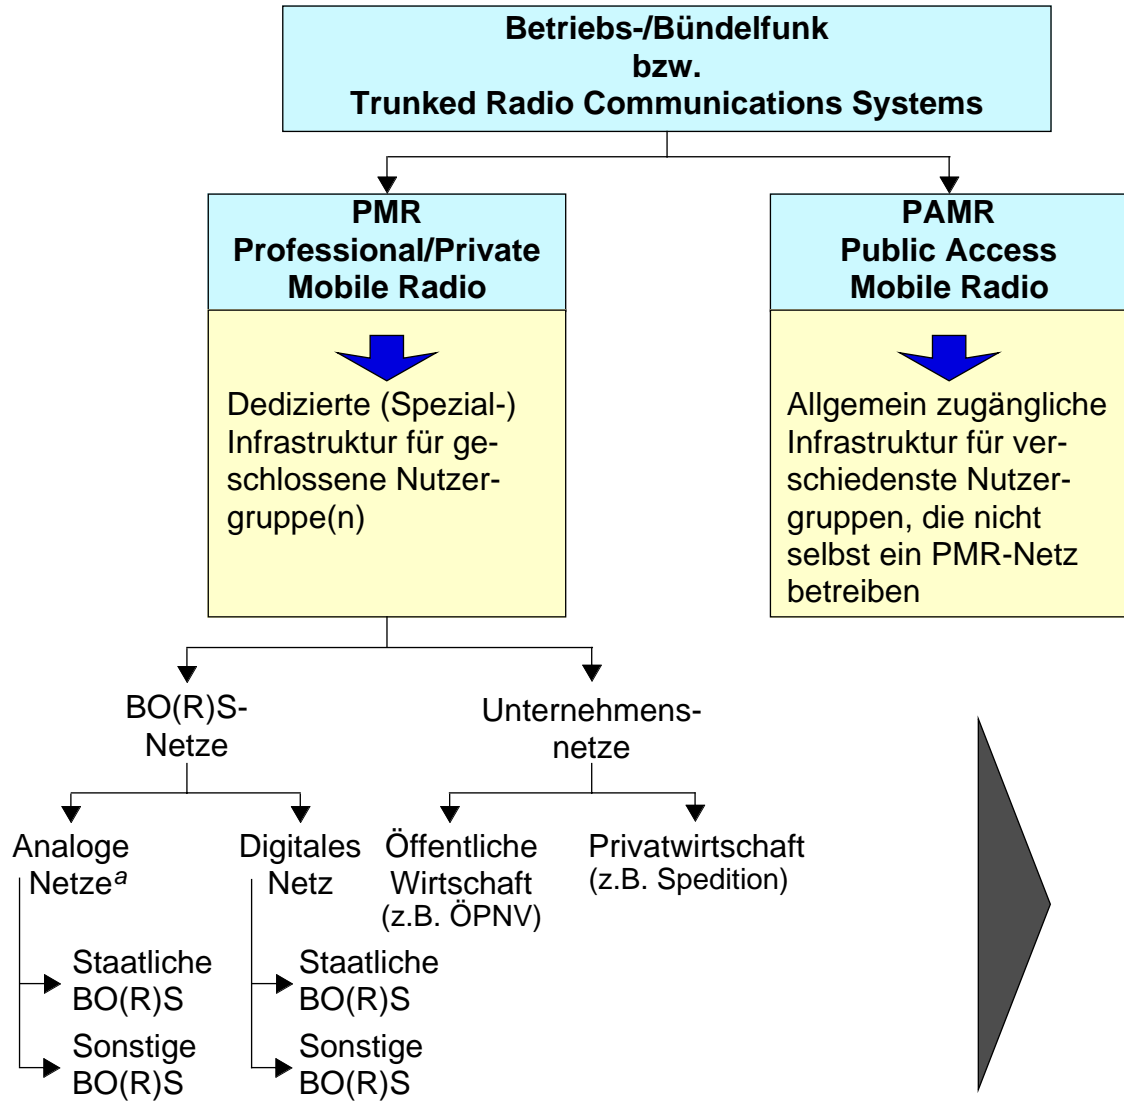 Betriebs-/Bündelfunk
bzw.
Trunked Radio Communications Systems
PMR
Professional/Private
Mobile Radio
Dedizierte (Spezial-)
Infrastruktur für ge-
schlossene Nutzer-
gruppe(n)
PAMR
Public Access
Mobile Radio
Allgemein zugängliche
Infrastruktur für ver-
schiedenste Nutzer-
gruppen, die nicht
selbst ein PMR-Netz
betreiben
BO(R)S-
Netze
Unternehmens-
netze
Analoge
Netzea
Staatliche
BO(R)S
Sonstige
BO(R)S
Digitales
Netz
Staatliche
BO(R)S
Sonstige
BO(R)S
Öffentliche
Wirtschaft
(z.B. ÖPNV)
Privatwirtschaft
(z.B. Spedition)